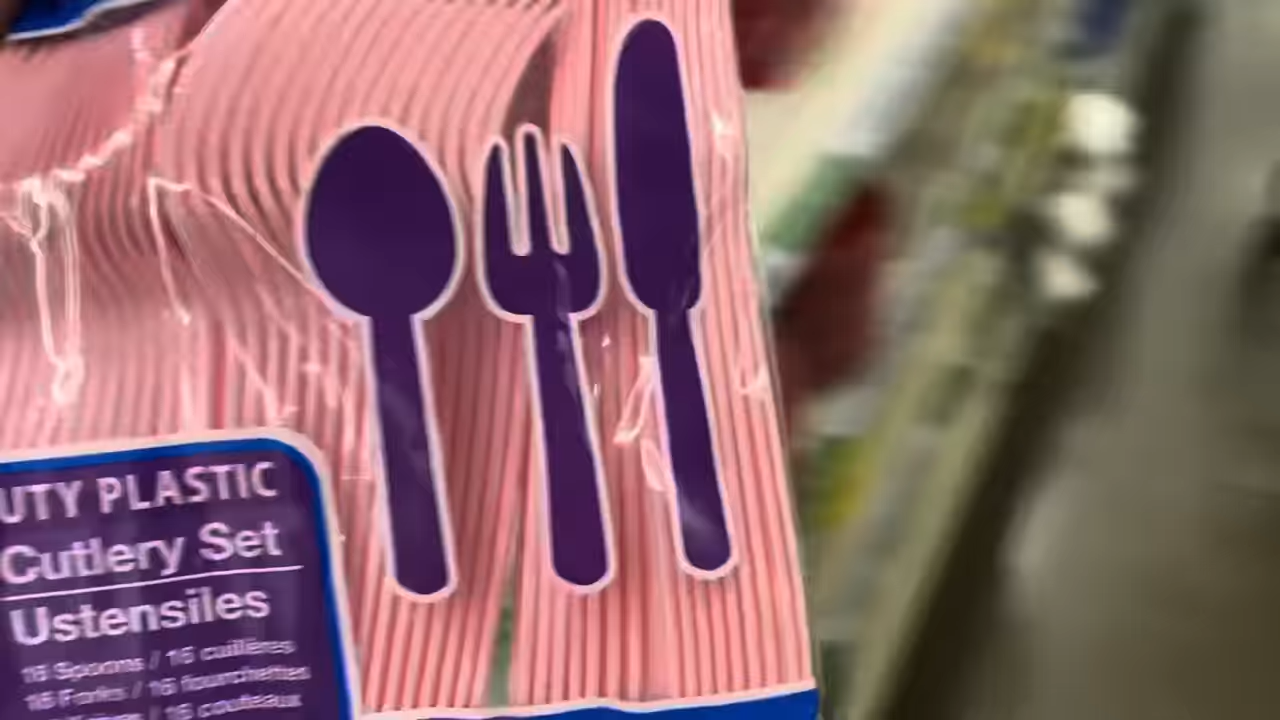 UTY PLASTIC
Cutlery Set
Ustensiles
16 Spoons / 16 cuillères
16 Forks / 16 fourchettes
/ 16 couteaux